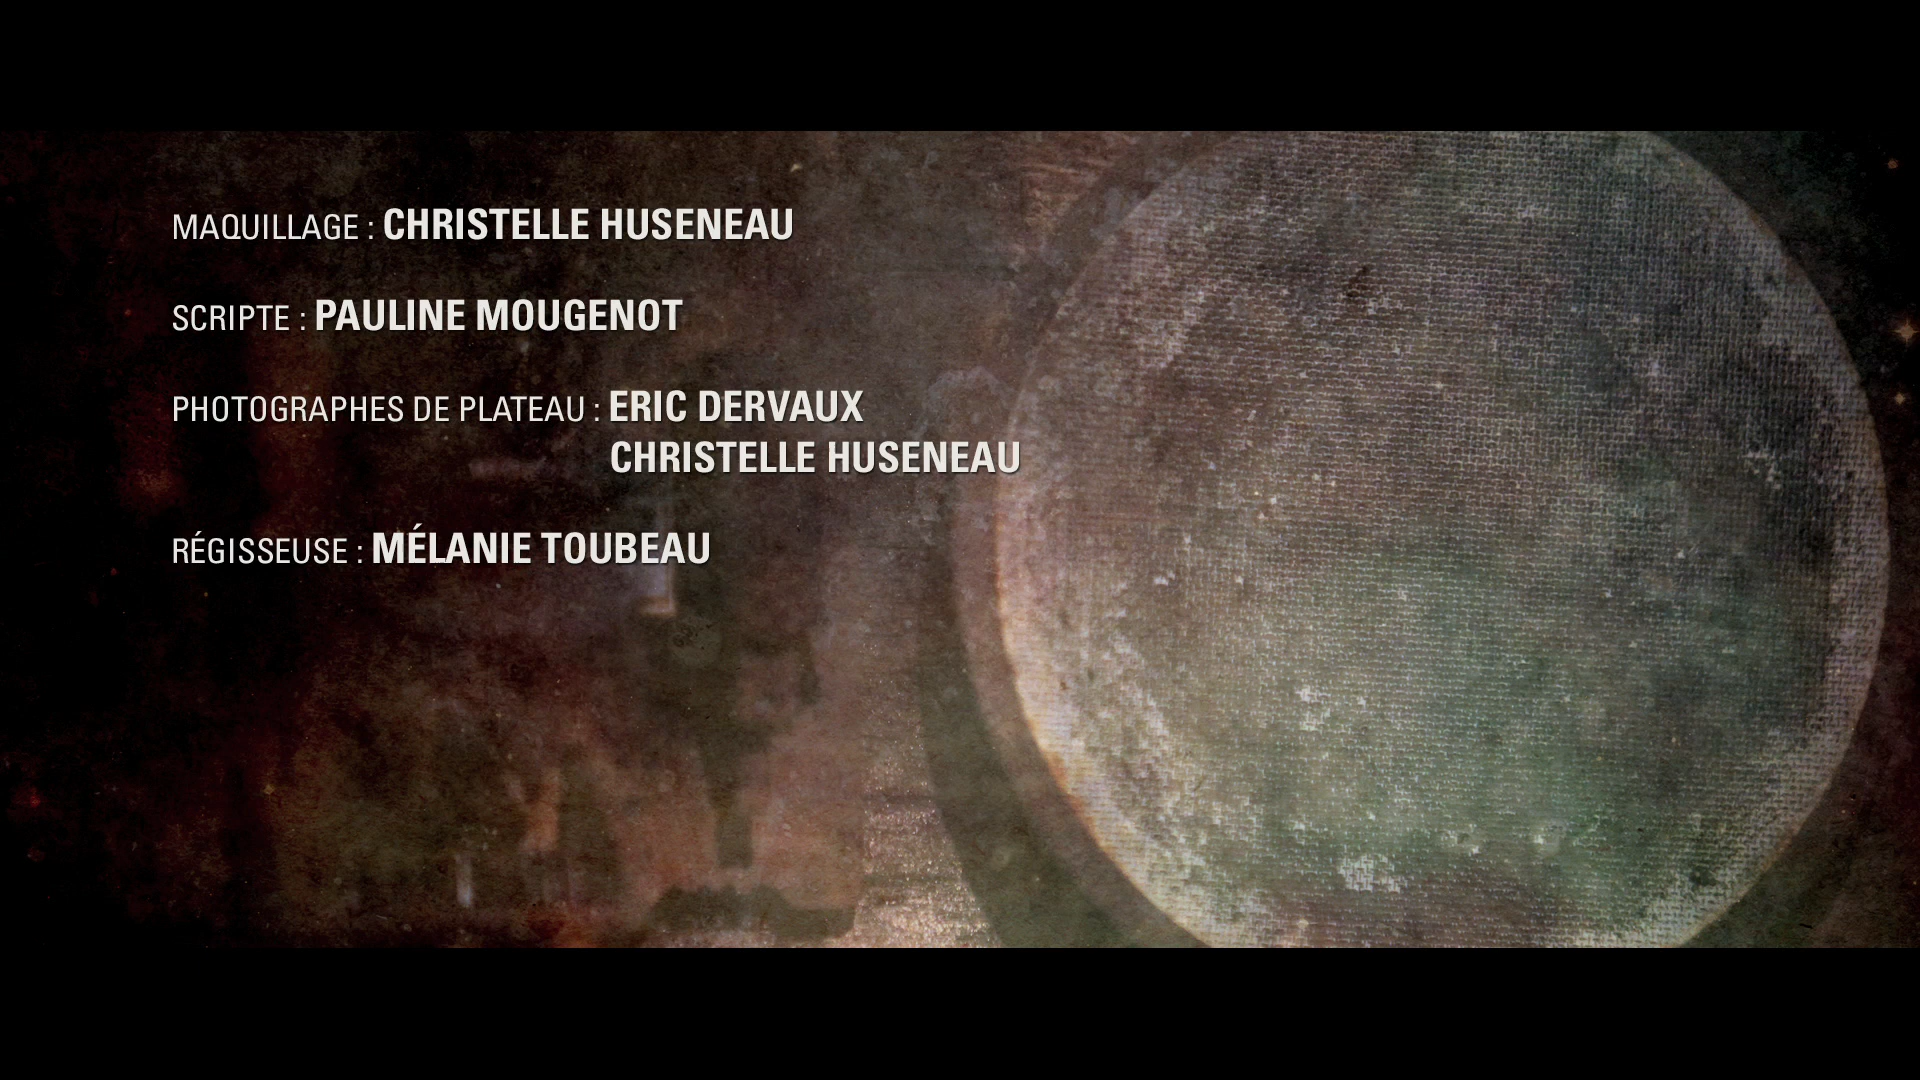 MAQUILLAGE : CHRISTELLE HUSENEAU
SCRIPTE : PAULINE MOUGENOT
PHOTOGRAPHES DE PLATEAU : ERIC DERVAUX
CHRISTELLE HUSENEAU
RÉGISSEUSE : MÉLANIE TOUBEAU